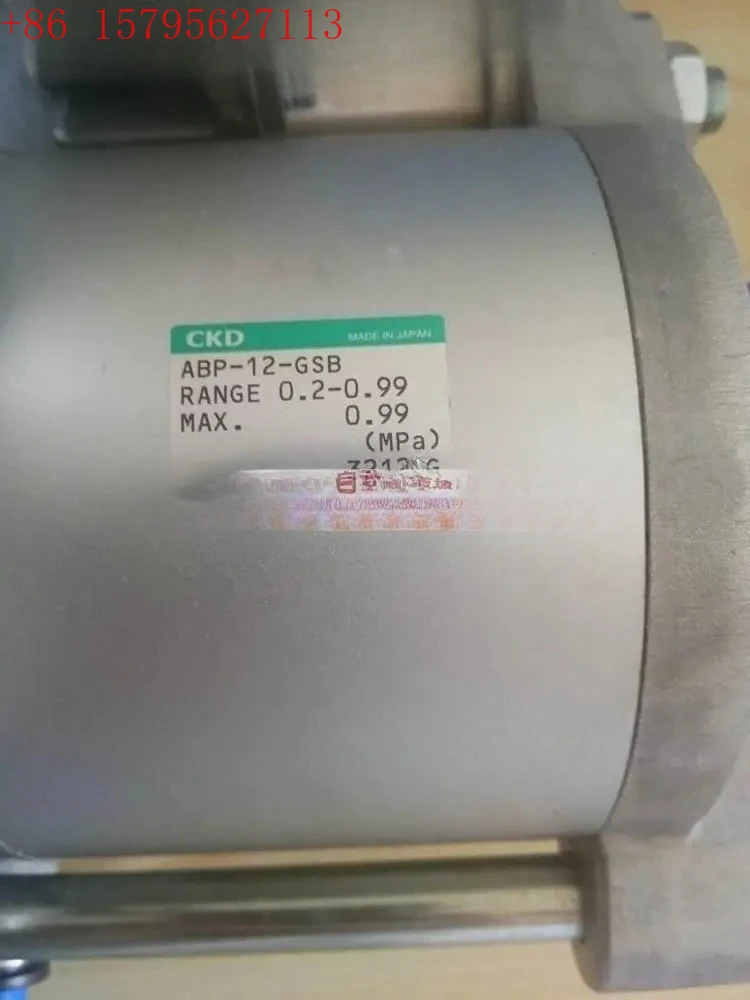 +86 15795627113
CKD MADE IN JAPAN
ABP-12-GSB
RANGE 0.2-0.99
MAX. 0.99
(MPa)